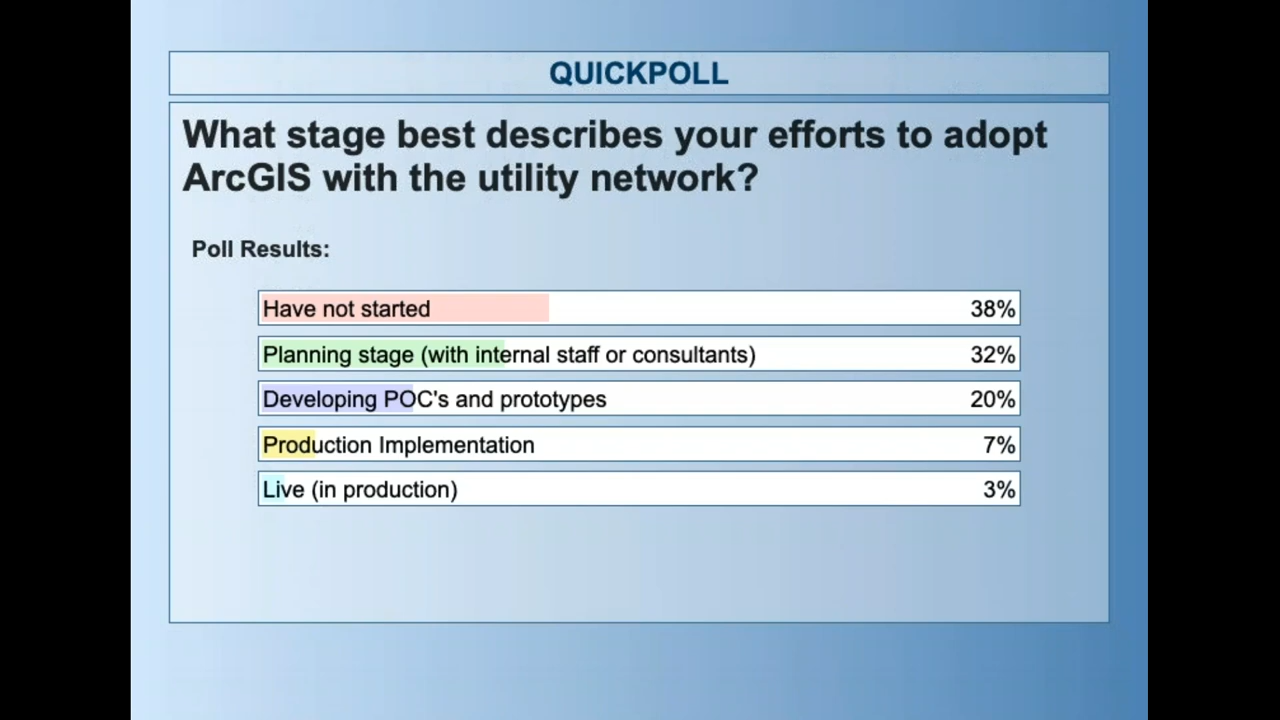 QUICKPOLL
What stage best describes your efforts to adopt
ArcGIS with the utility network?
Poll Results:
Have not started 38%
Planning stage (with internal staff or consultants) 32%
Developing POC's and prototypes 20%
Production Implementation 7%
Live (in production) 3%